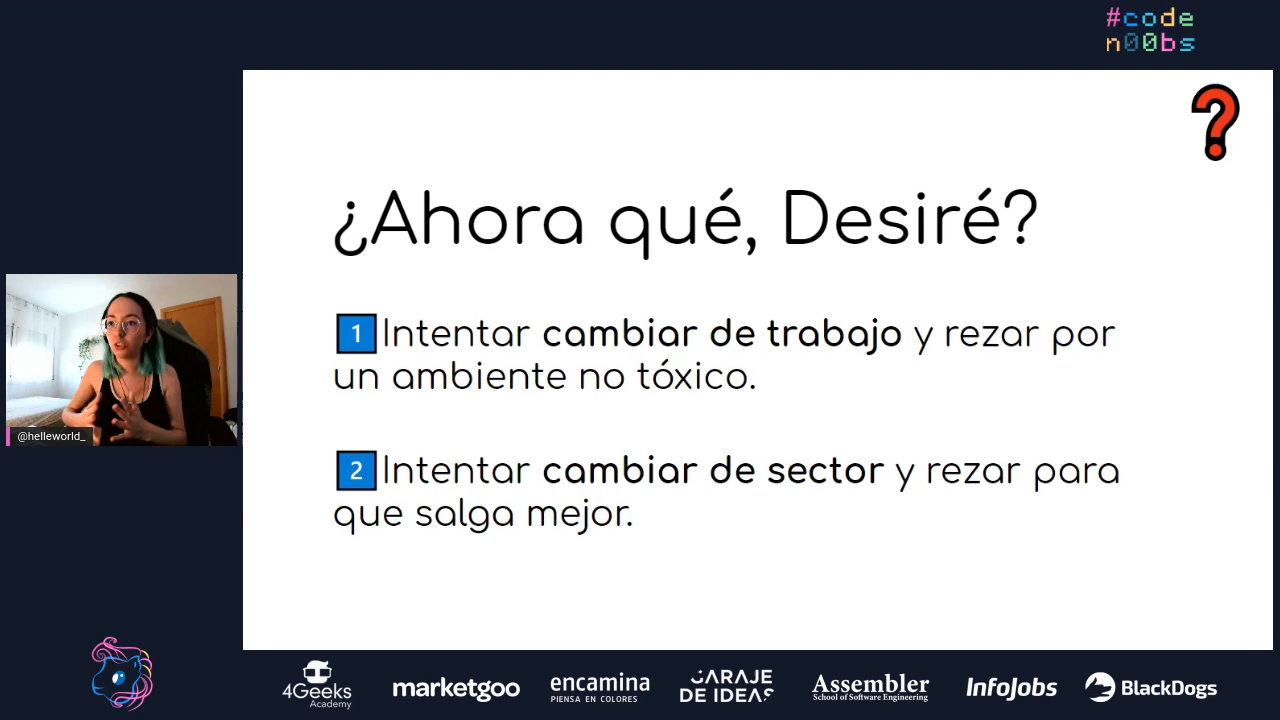 #code
n00bs
¿Ahora qué, Desiré?
1 Intentar cambiar de trabajo y rezar por
un ambiente no tóxico.
2 Intentar cambiar de sector y rezar para
que salga mejor.
@helleworld_
4Geeks
Academy
marketgoo
encamina
PIENSA EN COLORES
GARAJE
DE IDEAS
Assembler
School of Software Engineering
InfoJobs
BlackDogs